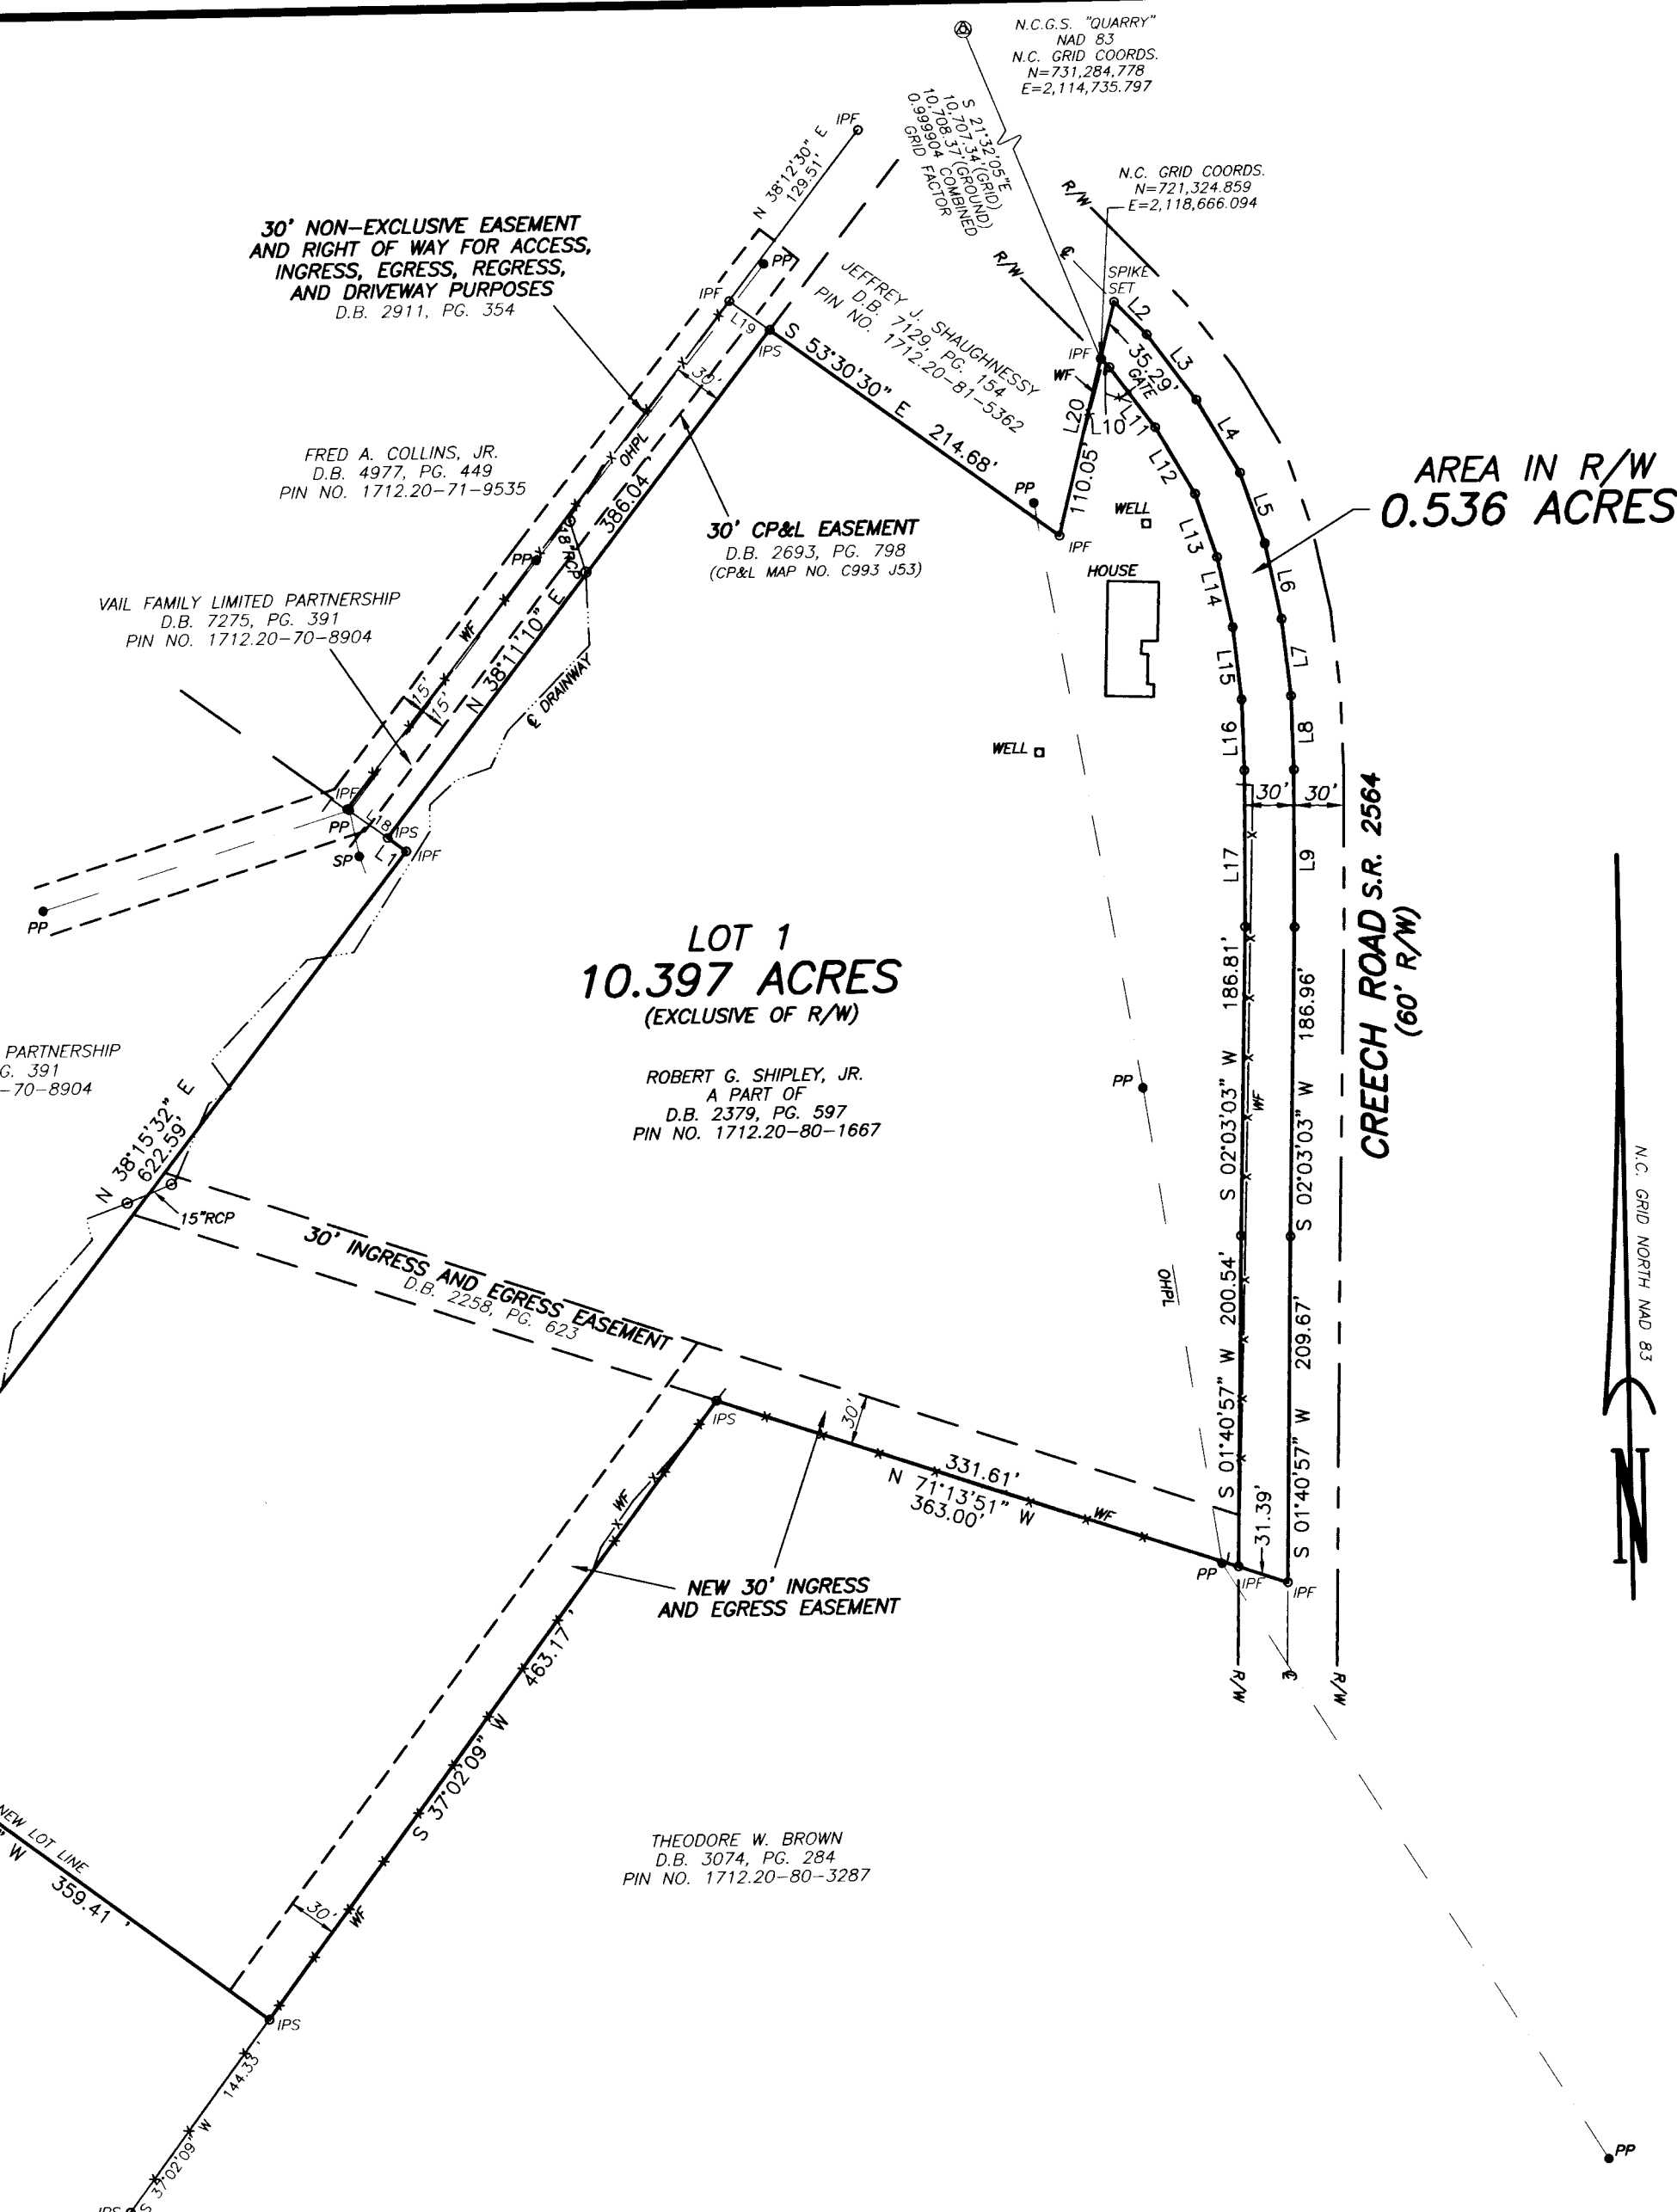 N.C.G.S. "QUARRY"
NAD 83
N.C. GRID COORDS.
N=731,284,778
E=2,114,735.797
S 21°32'05"E
10,707.34'(GRID)
10,708.37'(GROUND)
0.999904 COMBINED
GRID FACTOR
IPF
N 38°12'30" E
129.51'
N.C. GRID COORDS.
N=721,324.859
E=2,118,666.094
R/W
R/W
℄
SPIKE
SET
30' NON-EXCLUSIVE EASEMENT
AND RIGHT OF WAY FOR ACCESS,
INGRESS, EGRESS, REGRESS,
AND DRIVEWAY PURPOSES
D.B. 2911, PG. 354
PP
IPF
L19
IPS
30'
JEFFREY J. SHAUGHNESSY
D.B. 7129, PG. 154
PIN NO. 1712.20-81-5362
S 53°30'30" E
214.68'
IPF
WF
35.29'
GATE
L20
L10
L11
110.05'
L2
L3
L4
L5
L6
L7
L8
L9
L12
L13
L14
L15
L16
L17
AREA IN R/W
0.536 ACRES
FRED A. COLLINS, JR.
D.B. 4977, PG. 449
PIN NO. 1712.20-71-9535
OHPL
386.04'
18"RCP
PP
30' CP&L EASEMENT
D.B. 2693, PG. 798
(CP&L MAP NO. C993 J53)
PP
IPF
WELL
HOUSE
WELL
VAIL FAMILY LIMITED PARTNERSHIP
D.B. 7275, PG. 391
PIN NO. 1712.20-70-8904
WF
N 38°11'10" E
15'
15'
℄ DRAINWAY
IPF
PP
L18
IPS
SP
L1
IPF
PP
30'
30'
CREECH ROAD S.R. 2564
(60' R/W)
LOT 1
10.397 ACRES
(EXCLUSIVE OF R/W)
ROBERT G. SHIPLEY, JR.
A PART OF
D.B. 2379, PG. 597
PIN NO. 1712.20-80-1667
PARTNERSHIP
G. 391
-70-8904
N 38°15'32" E
622.59'
15"RCP
30' INGRESS AND EGRESS EASEMENT
D.B. 2258, PG. 623
PP
OHPL
S 02°03'03" W 186.81'
WF
S 02°03'03" W 186.96'
S 01°40'57" W 200.54'
S 01°40'57" W 209.67'
N.C. GRID NORTH NAD 83
N
IPS
30'
331.61'
N 71°13'51" W
363.00'
WF
31.39'
PP
IPF
IPF
R/W
℄
R/W
WF
NEW 30' INGRESS
AND EGRESS EASEMENT
S 37°02'09" W
463.17'
THEODORE W. BROWN
D.B. 3074, PG. 284
PIN NO. 1712.20-80-3287
NEW LOT LINE
" W
359.41 '
30'
WF
IPS
S 37°02'09" W 144.33'
IPS
PP